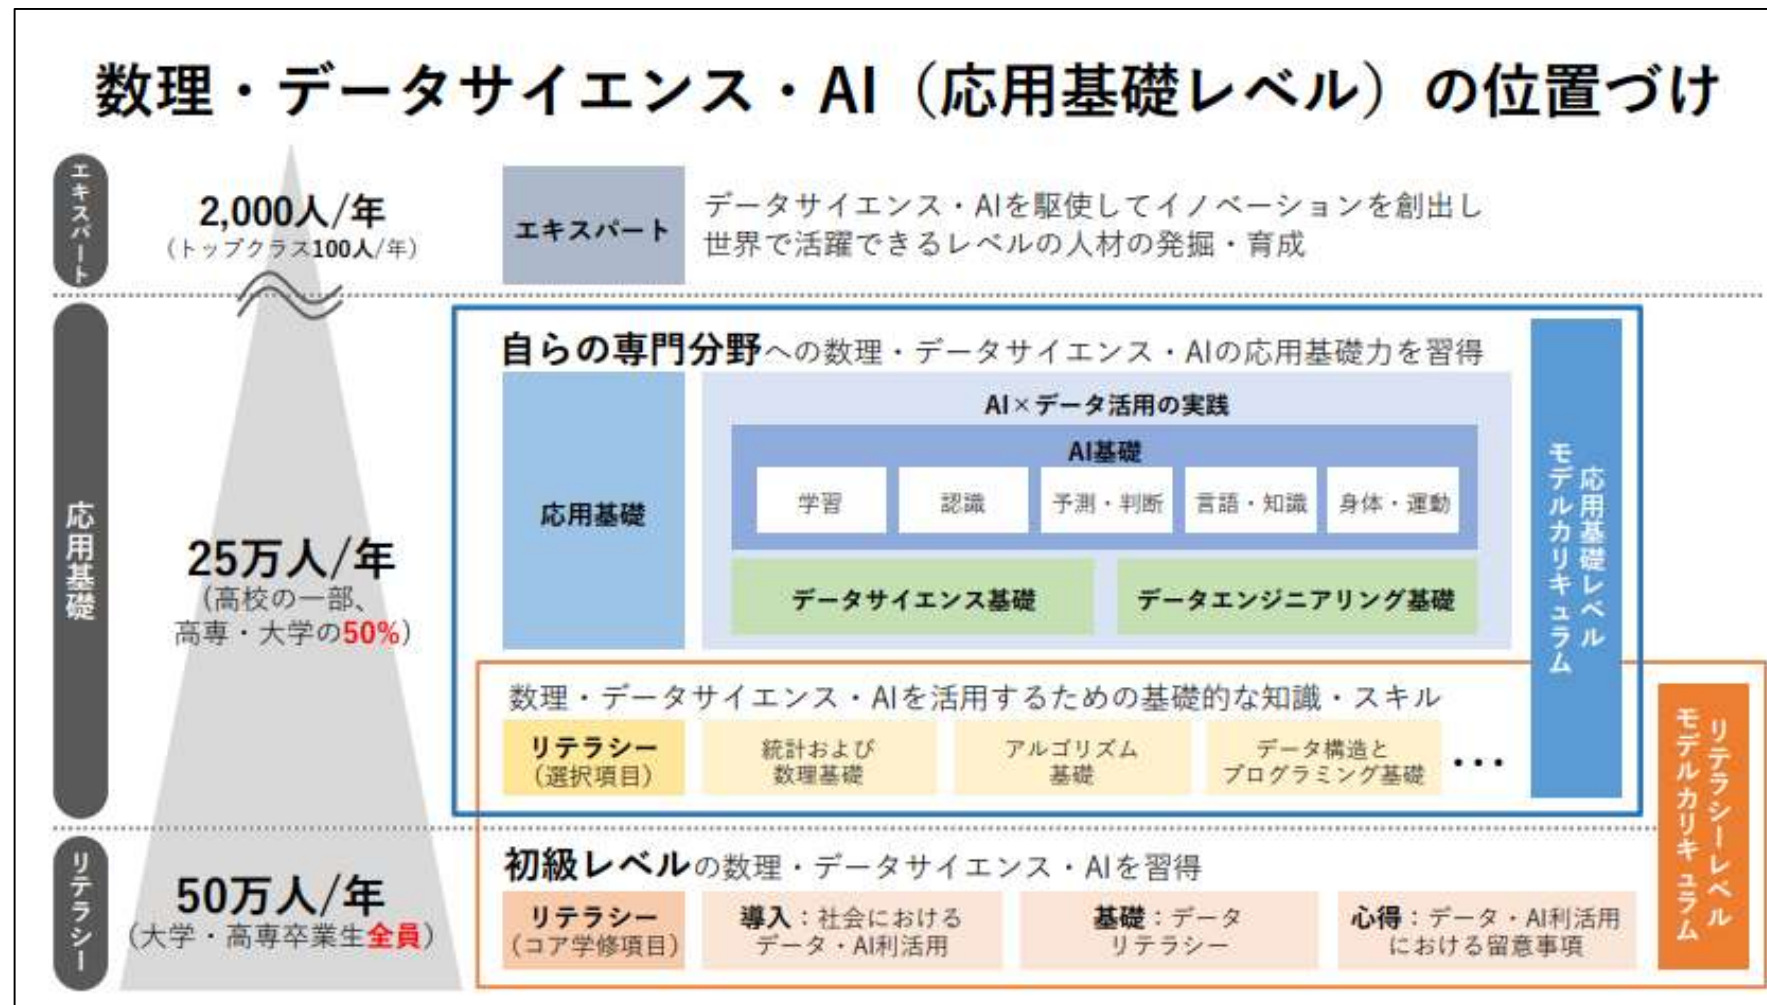 数理・データサイエンス・AI（応用基礎レベル）の位置づけ
エキスパート
2,000人/年
（トップクラス100人/年）
エキスパート
データサイエンス・AIを駆使してイノベーションを創出し
世界で活躍できるレベルの人材の発掘・育成
応用基礎
25万人/年
（高校の一部、
高専・大学の50%）
自らの専門分野への数理・データサイエンス・AIの応用基礎力を習得
応用基礎
AI×データ活用の実践
AI基礎
学習
認識
予測・判断
言語・知識
身体・運動
データサイエンス基礎
データエンジニアリング基礎
応用基礎レベル
モデルカリキュラム
数理・データサイエンス・AIを活用するための基礎的な知識・スキル
リテラシー
（選択項目）
統計および
数理基礎
アルゴリズム
基礎
データ構造と
プログラミング基礎
・・・
リテラシーレベル
モデルカリキュラム
リテラシー
50万人/年
（大学・高専卒業生全員）
初級レベルの数理・データサイエンス・AIを習得
リテラシー
（コア学修項目）
導入：社会における
データ・AI利活用
基礎：データ
リテラシー
心得：データ・AI利活用
における留意事項